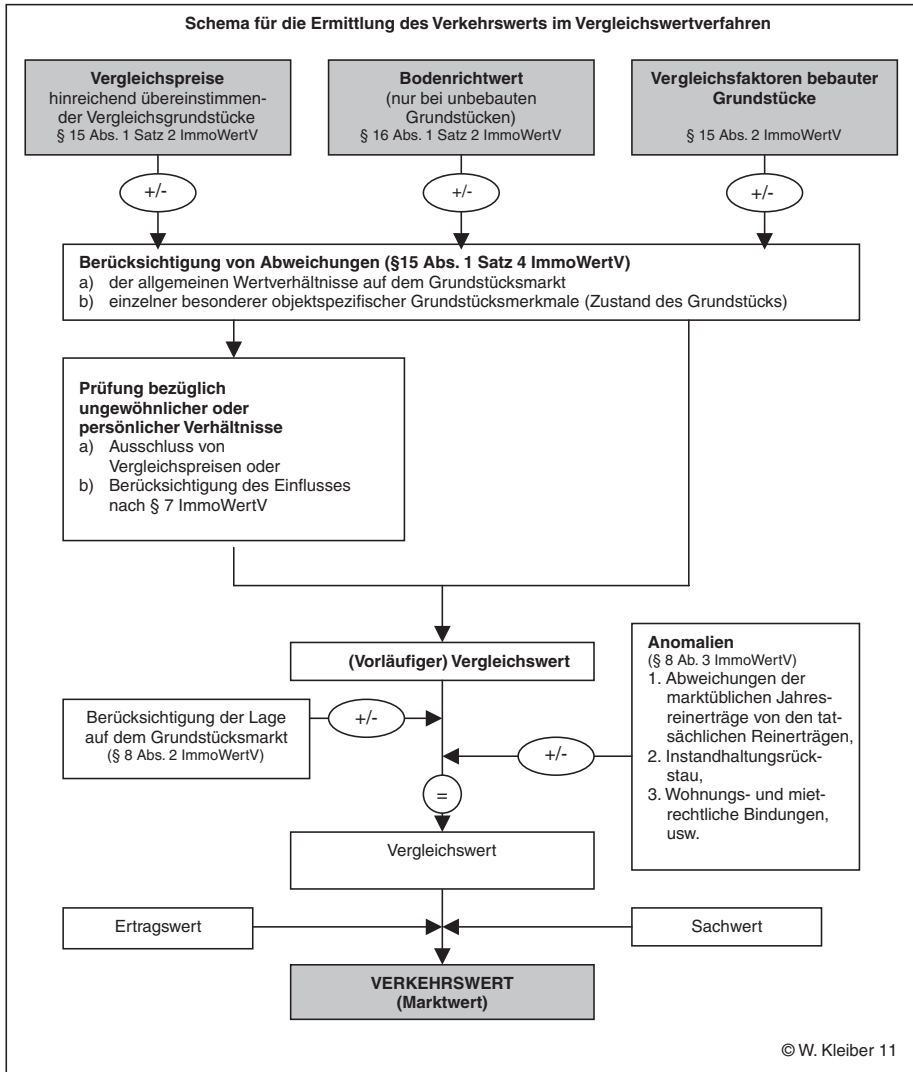 Schema für die Ermittlung des Verkehrswerts im Vergleichswertverfahren
Vergleichspreise
hinreichend übereinstimmen-
der Vergleichsgrundstücke
§ 15 Abs. 1 Satz 2 ImmoWertV
Bodenrichtwert
(nur bei unbebauten
Grundstücken)
§ 16 Abs. 1 Satz 2 ImmoWertV
Vergleichsfaktoren bebauter
Grundstücke
§ 15 Abs. 2 ImmoWertV
+/-
+/-
+/-
Berücksichtigung von Abweichungen (§15 Abs. 1 Satz 4 ImmoWertV)
a) der allgemeinen Wertverhältnisse auf dem Grundstücksmarkt
b) einzelner besonderer objektspezifischer Grundstücksmerkmale (Zustand des Grundstücks)
Prüfung bezüglich
ungewöhnlicher oder
persönlicher Verhältnisse
a) Ausschluss von
Vergleichspreisen oder
b) Berücksichtigung des Einflusses
nach § 7 ImmoWertV
(Vorläufiger) Vergleichswert
Anomalien
(§ 8 Ab. 3 ImmoWertV)
1. Abweichungen der
marktüblichen Jahres-
reinerträge von den tat-
sächlichen Reinerträgen,
2. Instandhaltungsrück-
stau,
3. Wohnungs- und miet-
rechtliche Bindungen,
usw.
Berücksichtigung der Lage
auf dem Grundstücksmarkt
(§ 8 Abs. 2 ImmoWertV)
+/-
+/-
=
Vergleichswert
Ertragswert
Sachwert
VERKEHRSWERT
(Marktwert)
© W. Kleiber 11